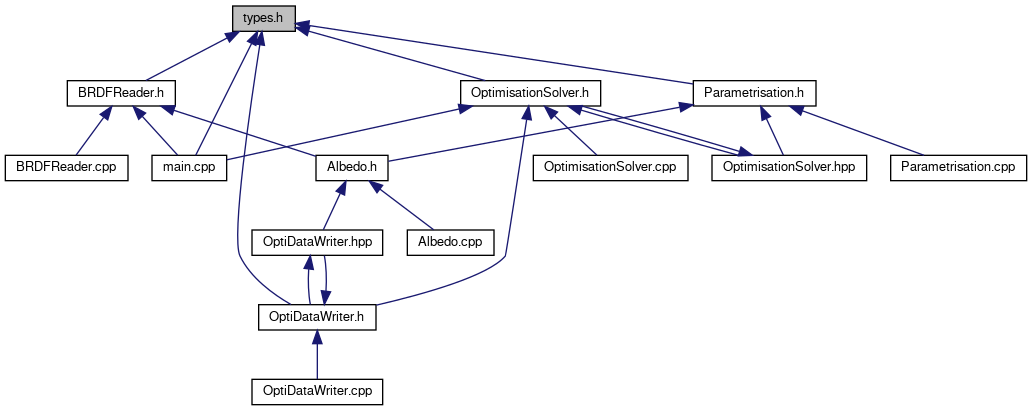 types.h
BRDFReader.h
OptimisationSolver.h
Parametrisation.h
BRDFReader.cpp
main.cpp
Albedo.h
OptimisationSolver.cpp
OptimisationSolver.hpp
Parametrisation.cpp
OptiDataWriter.hpp
Albedo.cpp
OptiDataWriter.h
OptiDataWriter.cpp